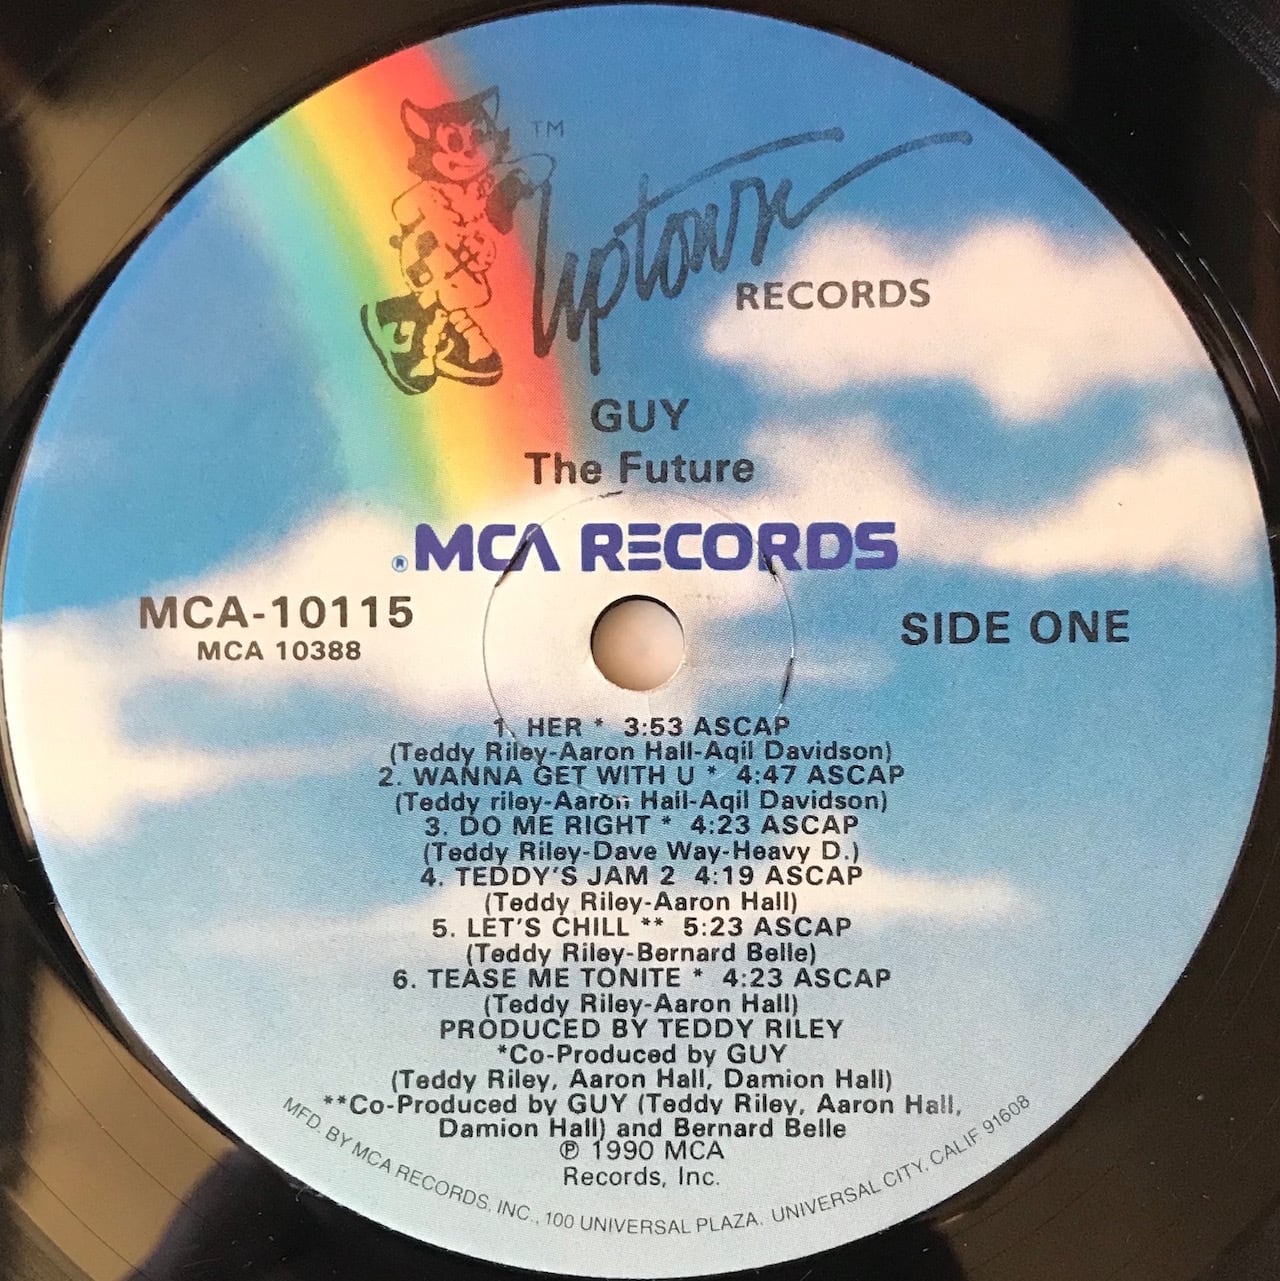 TM
Uptown
RECORDS
GUY
The Future
® MCA RECORDS
MCA-10115
MCA 10388
SIDE ONE
1. HER * 3:53 ASCAP
(Teddy Riley-Aaron Hall-Aqil Davidson)
2. WANNA GET WITH U * 4:47 ASCAP
(Teddy riley-Aaron Hall-Aqil Davidson)
3. DO ME RIGHT * 4:23 ASCAP
(Teddy Riley-Dave Way-Heavy D.)
4. TEDDY'S JAM 2 4:19 ASCAP
(Teddy Riley-Aaron Hall)
5. LET'S CHILL ** 5:23 ASCAP
(Teddy Riley-Bernard Belle)
6. TEASE ME TONITE * 4:23 ASCAP
(Teddy Riley-Aaron Hall)
PRODUCED BY TEDDY RILEY
*Co-Produced by GUY
(Teddy Riley, Aaron Hall, Damion Hall)
**Co-Produced by GUY (Teddy Riley, Aaron Hall,
Damion Hall) and Bernard Belle
℗ 1990 MCA
Records, Inc.
MFD. BY MCA RECORDS, INC., 100 UNIVERSAL PLAZA, UNIVERSAL CITY, CALIF 91608